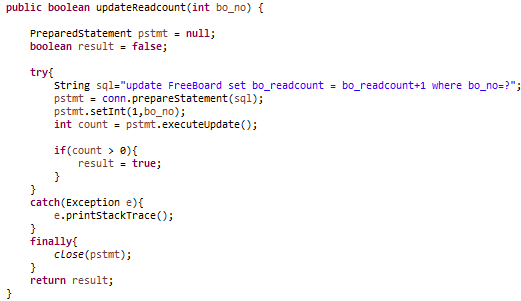 public boolean updateReadcount(int bo_no) {
PreparedStatement pstmt = null;
boolean result = false;
try{
String sql="update FreeBoard set bo_readcount = bo_readcount+1 where bo_no=?";
pstmt = conn.prepareStatement(sql);
pstmt.setInt(1,bo_no);
int count = pstmt.executeUpdate();
if(count > 0){
result = true;
}
}
catch(Exception e){
e.printStackTrace();
}
finally{
close(pstmt);
}
return result;
}